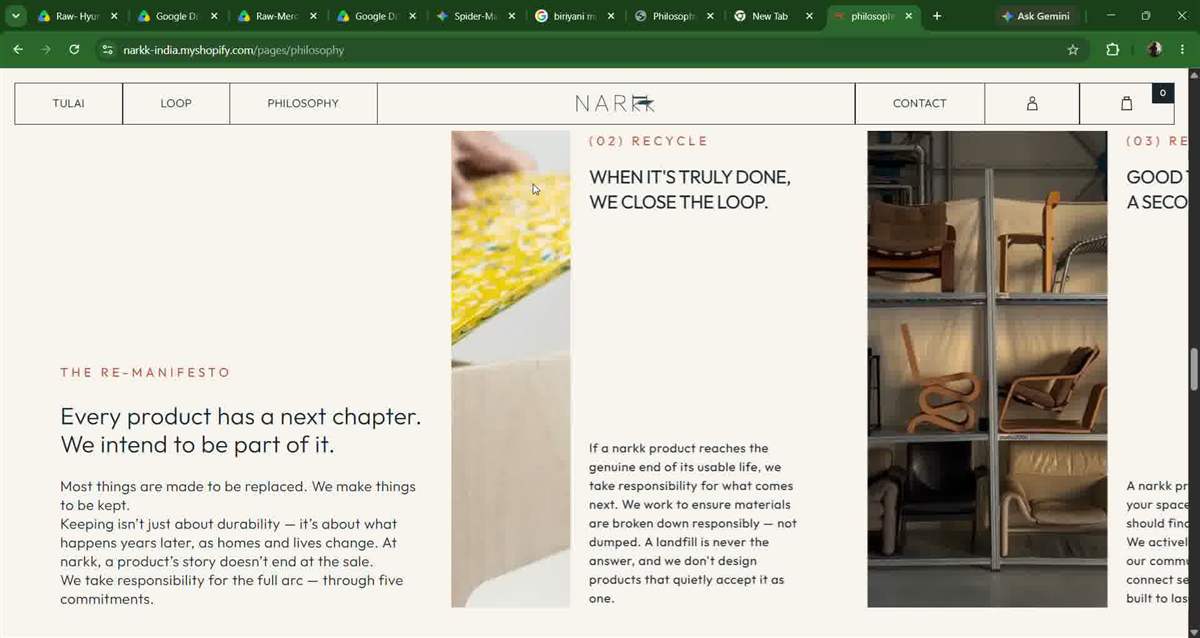 Raw- Hyu
Google D
Raw-Merc
Google D
Spider-Ma
biriyani m
Philosoph
New Tab
philosoph
Ask Gemini
narkk-india.myshopify.com/pages/philosophy
TULAI
LOOP
PHILOSOPHY
NARKK
CONTACT
0
THE RE-MANIFESTO
Every product has a next chapter.
We intend to be part of it.
Most things are made to be replaced. We make things
to be kept.
Keeping isn't just about durability — it's about what
happens years later, as homes and lives change. At
narkk, a product's story doesn't end at the sale.
We take responsibility for the full arc — through five
commitments.
(02) RECYCLE
WHEN IT'S TRULY DONE,
WE CLOSE THE LOOP.
If a narkk product reaches the
genuine end of its usable life, we
take responsibility for what comes
next. We work to ensure materials
are broken down responsibly — not
dumped. A landfill is never the
answer, and we don't design
products that quietly accept it as
one.
(03) RE
GOOD
A SECO
A narkk pr
your space
should find
We activel
our commu
connect se
built to las